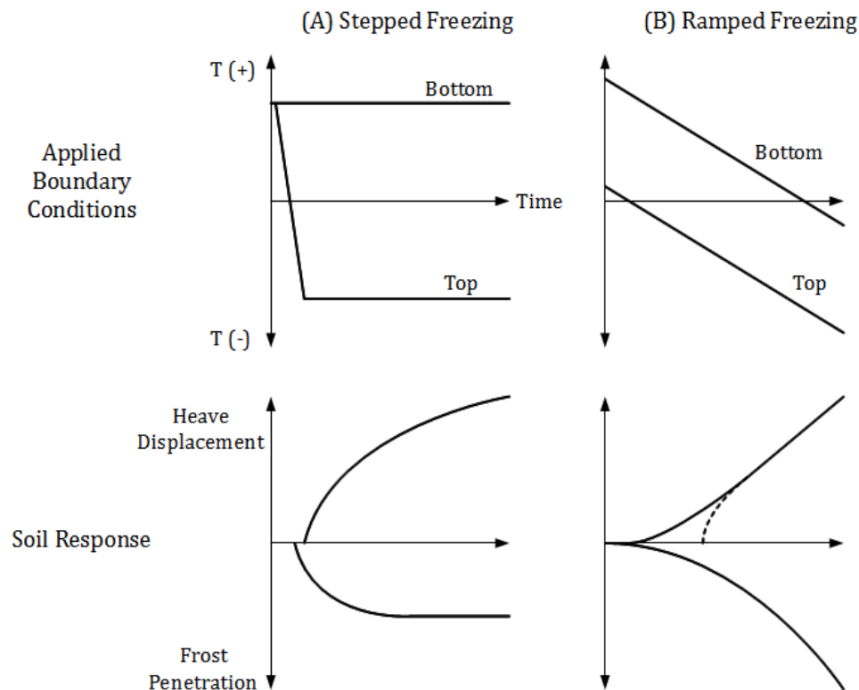 (A) Stepped Freezing
(B) Ramped Freezing
T (+)
Bottom
Applied
Boundary
Conditions
Time
Top
T (-)
Bottom
Top
Heave
Displacement
Soil Response
Frost
Penetration